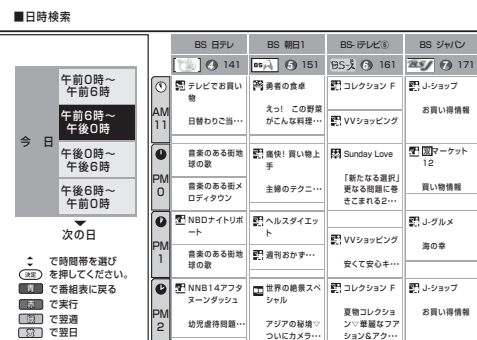 ■日時検索
午前0時～
午前6時
今 日
午前6時～
午後0時
午後0時～
午後6時
午後6時～
午前0時
次の日
で時間帯を選び
決定 を押してください。
青 で番組表に戻る
赤 で実行
で翌週
で翌日
BS 日テレ BS 朝日1 BS-iテレビ⑥ BS ジャパン
4 141 BS 5 151 BS-i 6 161 BSJ 7 171
AM
11
テレビでお買い
物
日替わりご当…
勇者の食卓
えっ! この野菜
がこんな料理…
コレクション F
VVショッピング
J-ショップ
お買い得情報
PM
0
音楽のある街地
球の歌
音楽のある街メ
ロディタウン
痛快! 買い物上
手
主婦のテクニ…
Sunday Love
「新たなる選択」
更なる問題に巻
きこまれる2…
マーケット
12
買い物情報
PM
1
NBDナイトリポ
ート
音楽のある街地
球の歌
ヘルスダイエッ
ト
週刊おかず…
VVショッピング
安くて安心キ…
J-グルメ
海の幸
PM
2
NNB14アフタ
ヌーンダッシュ
幼児虐待問題…
世界の絶景スペ
シャル
アジアの秘境▽
ついにカメラ…
コレクション F
夏物コレクショ
ン▽華麗なファ
ション&アク…
J-ショップ
お買い得情報